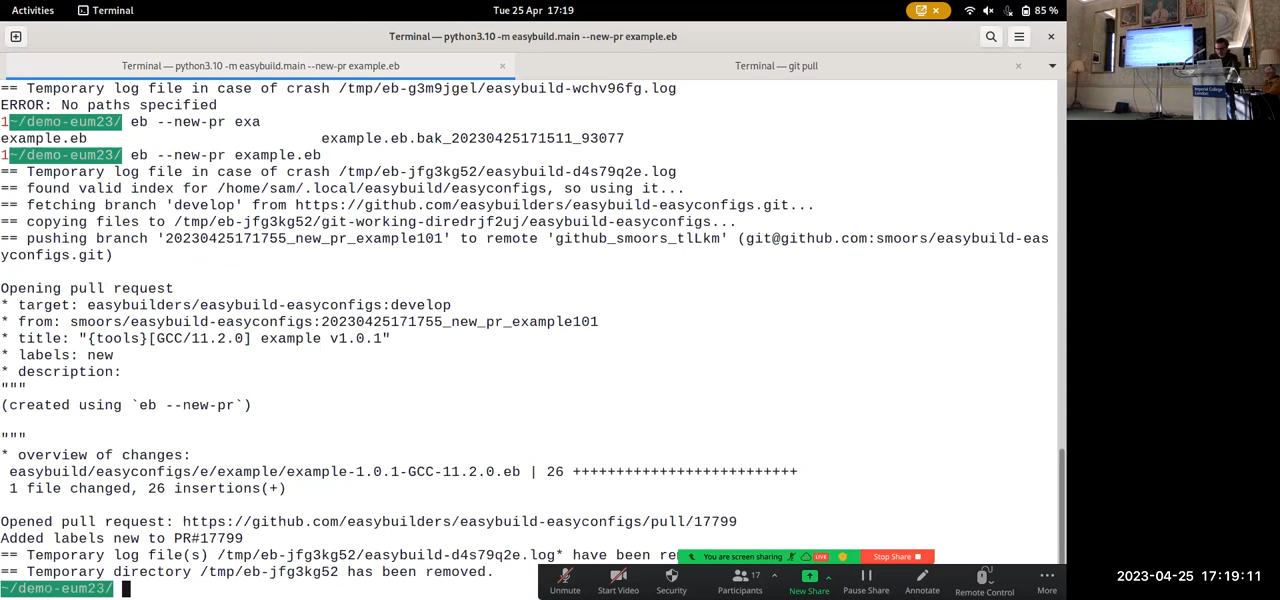 Activities
Terminal
Tue 25 Apr 17:19
85 %
Terminal — python3.10 -m easybuild.main --new-pr example.eb
Terminal — python3.10 -m easybuild.main --new-pr example.eb
Terminal — git pull
== Temporary log file in case of crash /tmp/eb-g3m9jgel/easybuild-wchv96fg.log
ERROR: No paths specified
1~/demo-eum23/ eb --new-pr exa
example.eb example.eb.bak_20230425171511_93077
1~/demo-eum23/ eb --new-pr example.eb
== Temporary log file in case of crash /tmp/eb-jfg3kg52/easybuild-d4s79q2e.log
== found valid index for /home/sam/.local/easybuild/easyconfigs, so using it...
== fetching branch 'develop' from https://github.com/easybuilders/easybuild-easyconfigs.git...
== copying files to /tmp/eb-jfg3kg52/git-working-diredrjf2uj/easybuild-easyconfigs...
== pushing branch '20230425171755_new_pr_example101' to remote 'github_smoors_tlLkm' (git@github.com:smoors/easybuild-eas
yconfigs.git)
Opening pull request
* target: easybuilders/easybuild-easyconfigs:develop
* from: smoors/easybuild-easyconfigs:20230425171755_new_pr_example101
* title: "{tools}[GCC/11.2.0] example v1.0.1"
* labels: new
* description:
"""
(created using `eb --new-pr`)
"""
* overview of changes:
easybuild/easyconfigs/e/example/example-1.0.1-GCC-11.2.0.eb | 26 ++++++++++++++++++++++++++
1 file changed, 26 insertions(+)
Opened pull request: https://github.com/easybuilders/easybuild-easyconfigs/pull/17799
Added labels new to PR#17799
== Temporary log file(s) /tmp/eb-jfg3kg52/easybuild-d4s79q2e.log* have been re
== Temporary directory /tmp/eb-jfg3kg52 has been removed.
~/demo-eum23/
You are screen sharing
LIVE
Stop Share
17
Unmute
Start Video
Security
Participants
New Share
Pause Share
Annotate
Remote Control
More
Imperial College
London
2023-04-25 17:19:11